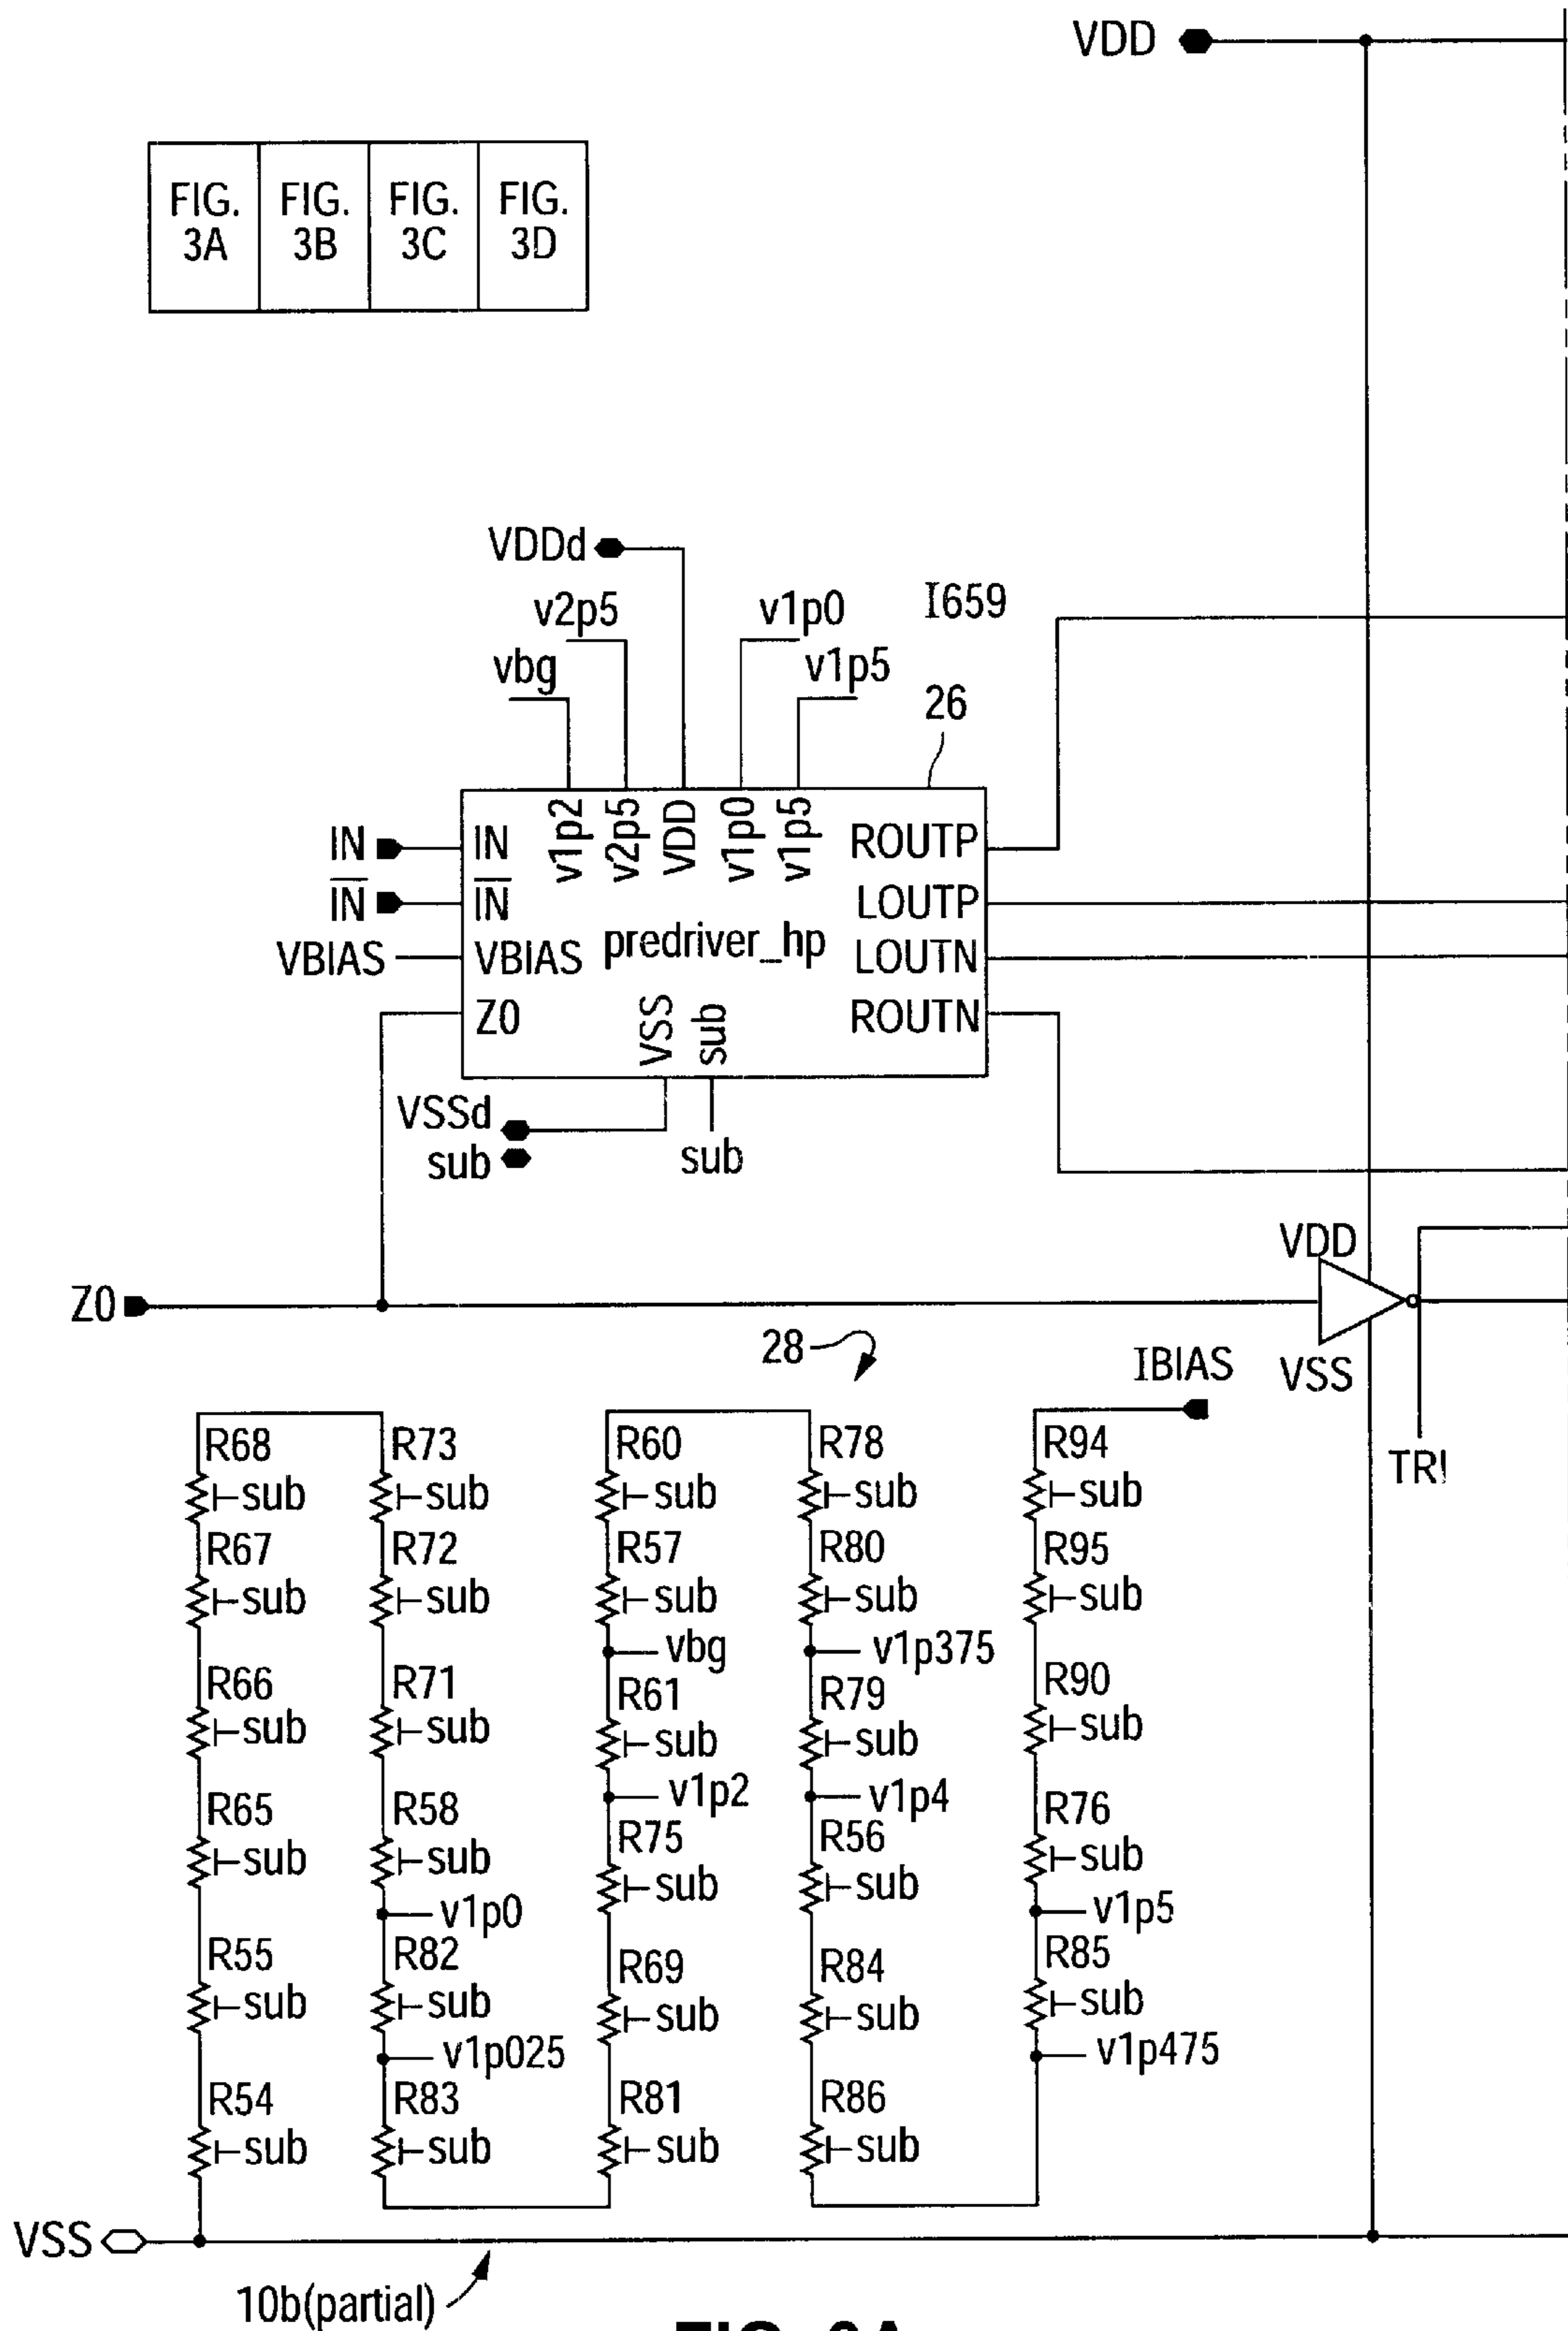 VDD
FIG. 3A
FIG. 3B
FIG. 3C
FIG. 3D
VDDd
v2p5
v1p0
I659
vbg
v1p5
26
IN
IN
VBIAS
IN
IN
VBIAS
Z0
v1p2
v2p5
VDD
v1p0
v1p5
predriver_hp
VSS
sub
ROUTP
LOUTP
LOUTN
ROUTN
VSSd
sub
sub
Z0
VDD
VSS
TRI
28
IBIAS
R68
sub
R67
sub
R66
sub
R65
sub
R55
sub
R54
sub
R73
sub
R72
sub
R71
sub
R58
sub
v1p0
R82
sub
v1p025
R83
sub
R60
sub
R57
sub
vbg
R61
sub
v1p2
R75
sub
R69
sub
R81
sub
R78
sub
R80
sub
v1p375
R79
sub
v1p4
R56
sub
R84
sub
R86
sub
R94
sub
R95
sub
R90
sub
R76
sub
v1p5
R85
sub
v1p475
VSS
10b(partial)